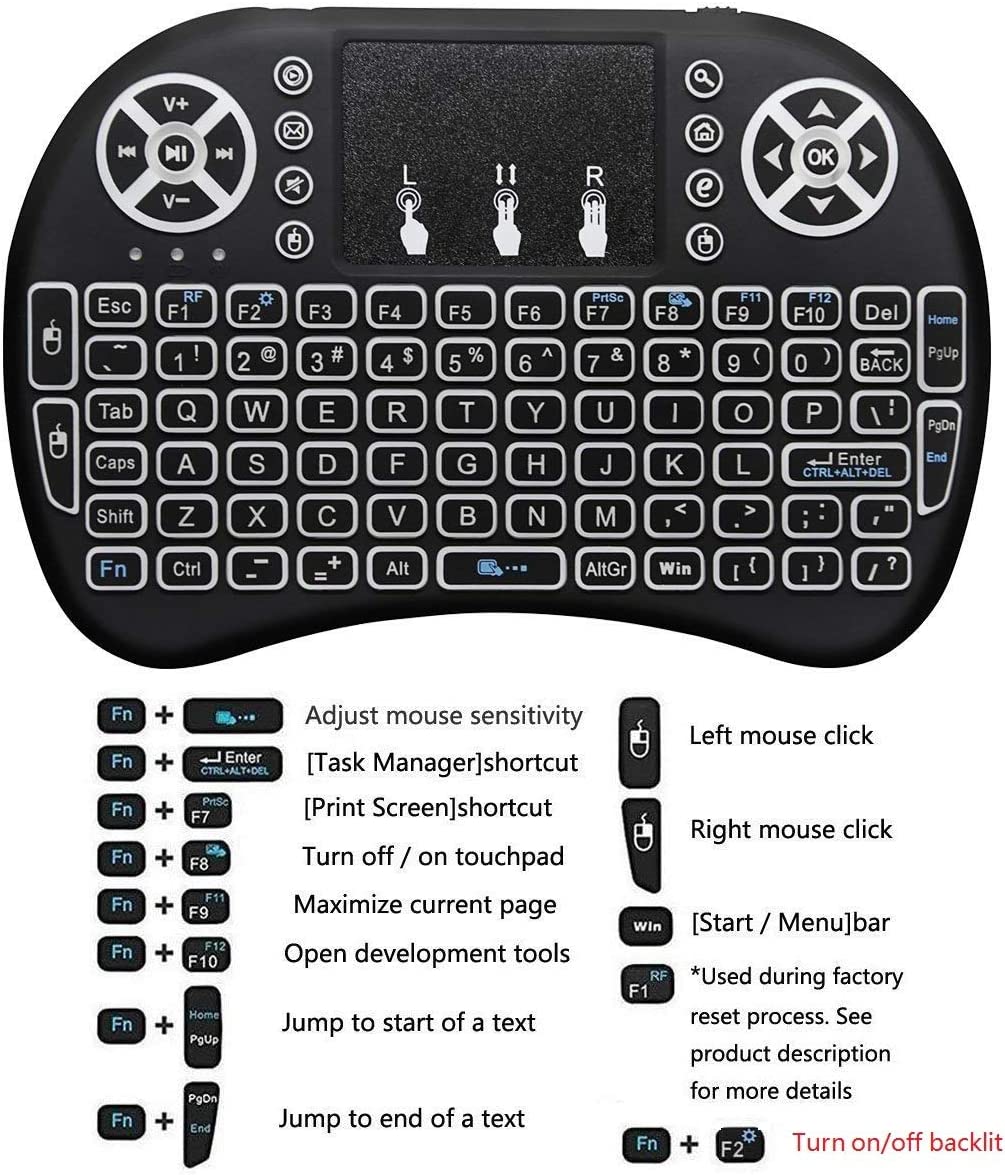 V+
V−
OK
L R
Esc RF F1 F2 F3 F4 F5 F6 PrtSc F7 F8 F11 F9 F12 F10 Del
Home
PgUp
~ ` 1 ! 2 @ 3 # 4 $ 5 % 6 ^ 7 & 8 * 9 ( 0 ) BACK
Tab Q W E R T Y U I O P \ ¦
PgDn
End
Caps A S D F G H J K L Enter
CTRL+ALT+DEL
Shift Z X C V B N M , < . > ; : , "
Fn Ctrl - _ = + Alt AltGr Win [ { ] } / ?
Fn + Adjust mouse sensitivity
Fn + Enter CTRL+ALT+DEL [Task Manager]shortcut
Fn + PrtSc F7 [Print Screen]shortcut
Fn + F8 Turn off / on touchpad
Fn + F11 F9 Maximize current page
Fn + F12 F10 Open development tools
Fn + Home PgUp Jump to start of a text
Fn + PgDn End Jump to end of a text
Left mouse click
Right mouse click
Win [Start / Menu]bar
RF F1 *Used during factory
reset process. See
product description
for more details
Fn + F2 Turn on/off backlit